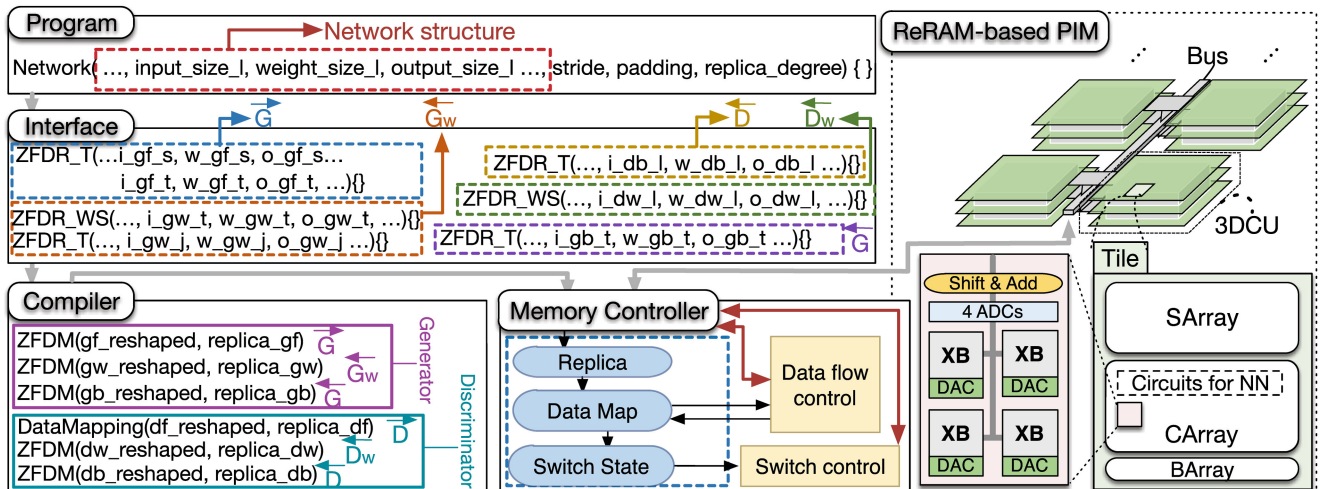 Program
Network structure
Network( ..., input_size_l, weight_size_l, output_size_l ..., stride, padding, replica_degree) { }
Interface
G
Gw
D
Dw
ZFDR_T(...i_gf_s, w_gf_s, o_gf_s...
i_gf_t, w_gf_t, o_gf_t, ...){}
ZFDR_WS(..., i_gw_t, w_gw_t, o_gw_t, ...){}
ZFDR_T(..., i_gw_j, w_gw_j, o_gw_j ...){}
ZFDR_T(..., i_db_l, w_db_l, o_db_l ...){}
ZFDR_WS(..., i_dw_l, w_dw_l, o_dw_l, ...){}
ZFDR_T(..., i_gb_t, w_gb_t, o_gb_t ...){}
G
Compiler
ZFDM(gf_reshaped, replica_gf)
G
ZFDM(gw_reshaped, replica_gw)
Gw
ZFDM(gb_reshaped, replica_gb)
G
Generator
DataMapping(df_reshaped, replica_df)
D
ZFDM(dw_reshaped, replica_dw)
Dw
ZFDM(db_reshaped, replica_db)
D
Discriminator
Memory Controller
Replica
Data Map
Switch State
Data flow
control
Switch control
ReRAM-based PIM
Bus
3DCU
Shift & Add
4 ADCs
XB
XB
DAC
DAC
XB
XB
DAC
DAC
Tile
SArray
Circuits for NN
CArray
BArray